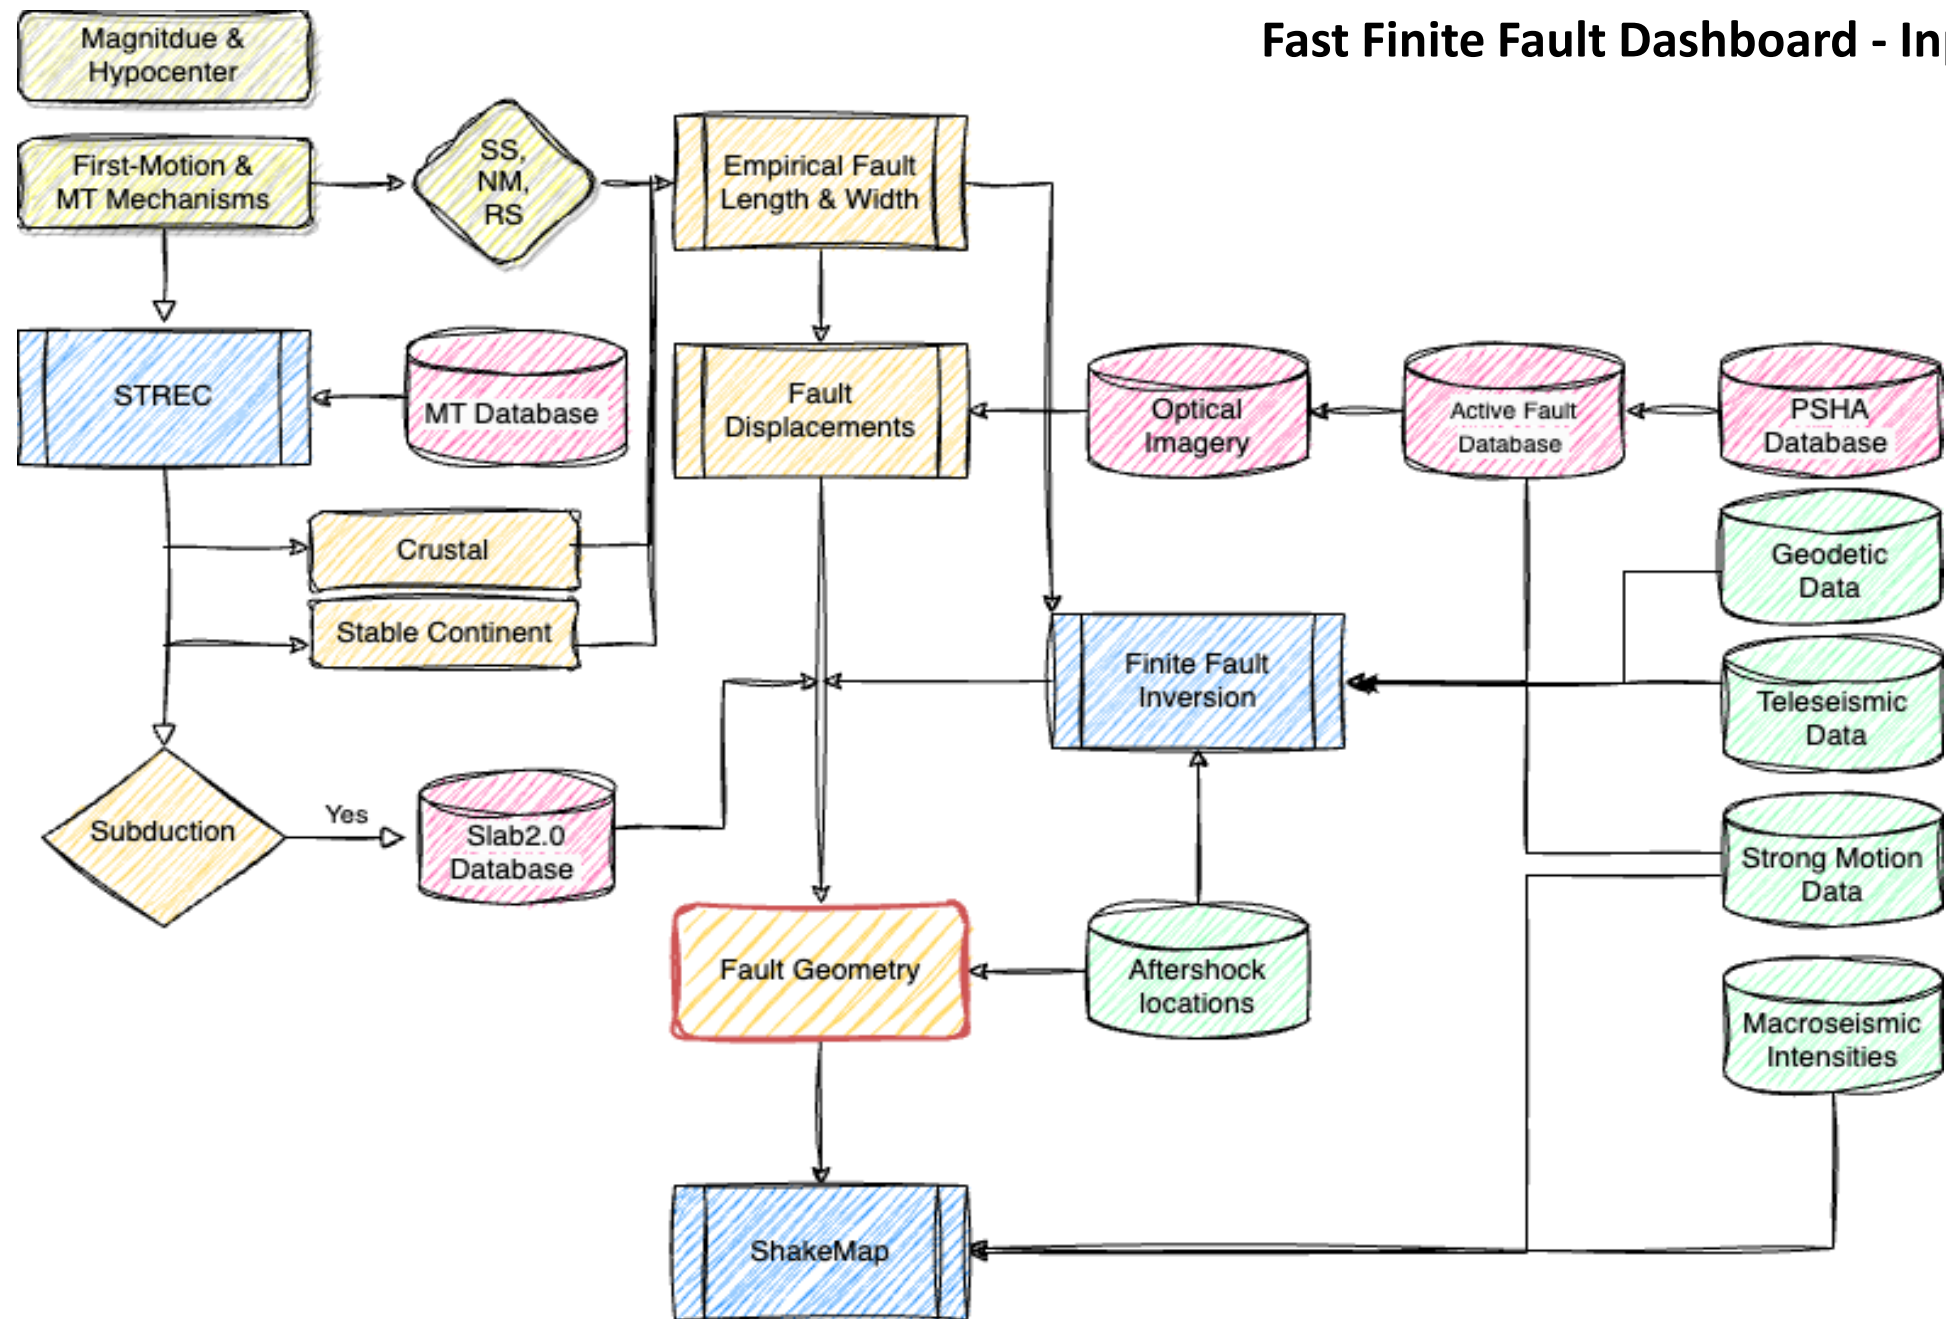 Fast Finite Fault Dashboard - Inp
Magnitdue &
Hypocenter
First-Motion &
MT Mechanisms
SS,
NM,
RS
Empirical Fault
Length & Width
STREC
MT Database
Fault
Displacements
Optical
Imagery
Active Fault
Database
PSHA
Database
Crustal
Stable Continent
Geodetic
Data
Finite Fault
Inversion
Teleseismic
Data
Subduction
Yes
Slab2.0
Database
Strong Motion
Data
Fault Geometry
Aftershock
locations
Macroseismic
Intensities
ShakeMap